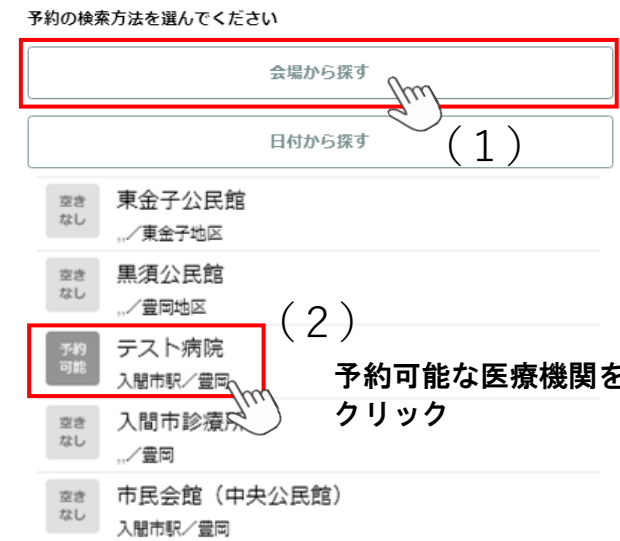 予約の検索方法を選んでください
会場から探す
日付から探す
（１）
空き
なし
東金子公民館
,,／東金子地区
空き
なし
黒須公民館
,,／豊岡地区
（２）
予約
可能
テスト病院
入間市駅／豊岡
予約可能な医療機関を
クリック
空き
なし
入間市診療所
,,／豊岡
空き
なし
市民会館（中央公民館）
入間市駅／豊岡